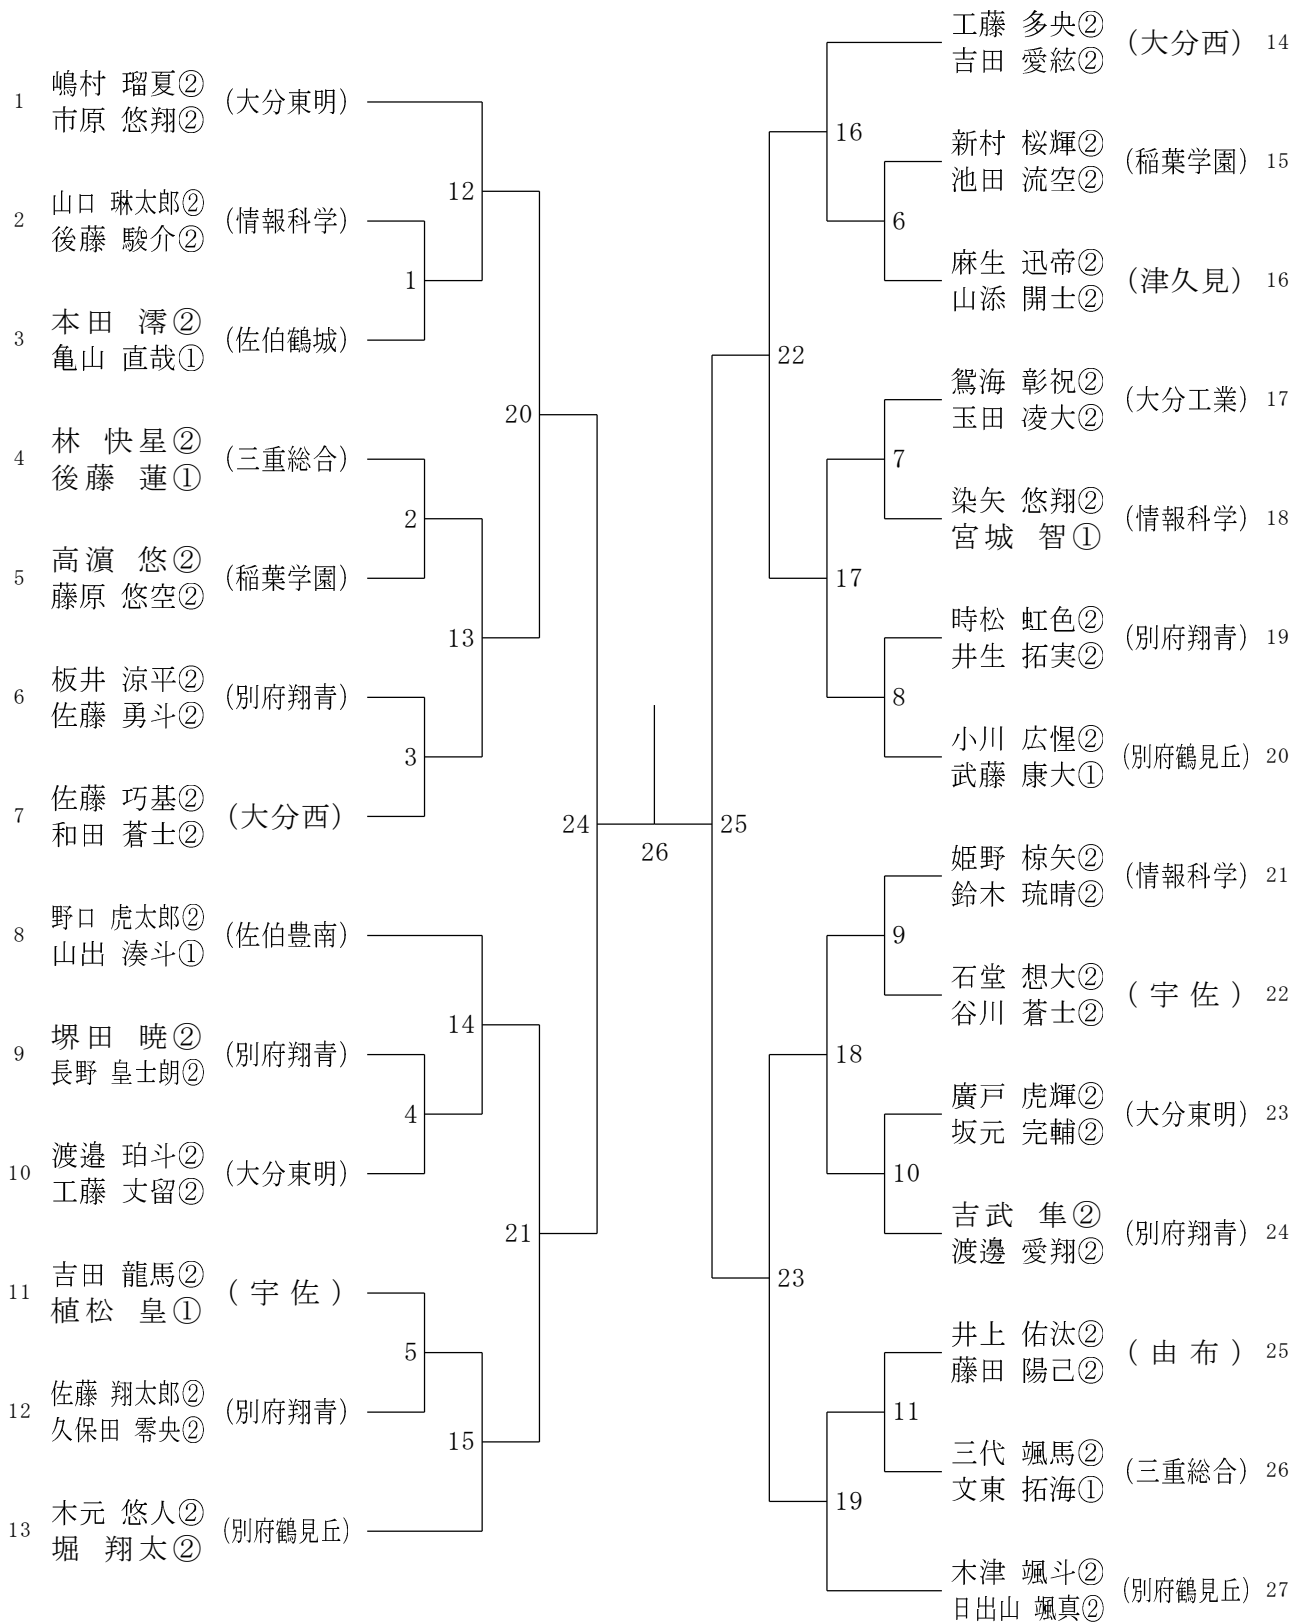 1
嶋村 瑠夏②
市原 悠翔②
(大分東明)
2
山口 琳太郎②
後藤 駿介②
(情報科学)
3
本田 澪②
亀山 直哉①
(佐伯鶴城)
4
林 快星②
後藤 蓮①
(三重総合)
5
高濵 悠②
藤原 悠空②
(稲葉学園)
6
板井 涼平②
佐藤 勇斗②
(別府翔青)
7
佐藤 巧基②
和田 蒼士②
(大分西)
8
野口 虎太郎②
山出 湊斗①
(佐伯豊南)
9
堺田 暁②
長野 皇士朗②
(別府翔青)
10
渡邉 珀斗②
工藤 丈留②
(大分東明)
11
吉田 龍馬②
植松 皇①
(宇佐)
12
佐藤 翔太郎②
久保田 零央②
(別府翔青)
13
木元 悠人②
堀 翔太②
(別府鶴見丘)
1
2
3
4
5
12
13
14
15
20
21
24
26
25
22
23
16
17
18
19
6
7
8
9
10
11
工藤 多央②
吉田 愛絃②
(大分西)
14
新村 桜輝②
池田 流空②
(稲葉学園)
15
麻生 迅帝②
山添 開士②
(津久見)
16
鴛海 彰祝②
玉田 凌大②
(大分工業)
17
染矢 悠翔②
宮城 智①
(情報科学)
18
時松 虹色②
井生 拓実②
(別府翔青)
19
小川 広惺②
武藤 康大①
(別府鶴見丘)
20
姫野 椋矢②
鈴木 琉晴②
(情報科学)
21
石堂 想大②
谷川 蒼士②
(宇佐)
22
廣戸 虎輝②
坂元 完輔②
(大分東明)
23
吉武 隼②
渡邊 愛翔②
(別府翔青)
24
井上 佑汰②
藤田 陽己②
(由布)
25
三代 颯馬②
文東 拓海①
(三重総合)
26
木津 颯斗②
日出山 颯真②
(別府鶴見丘)
27